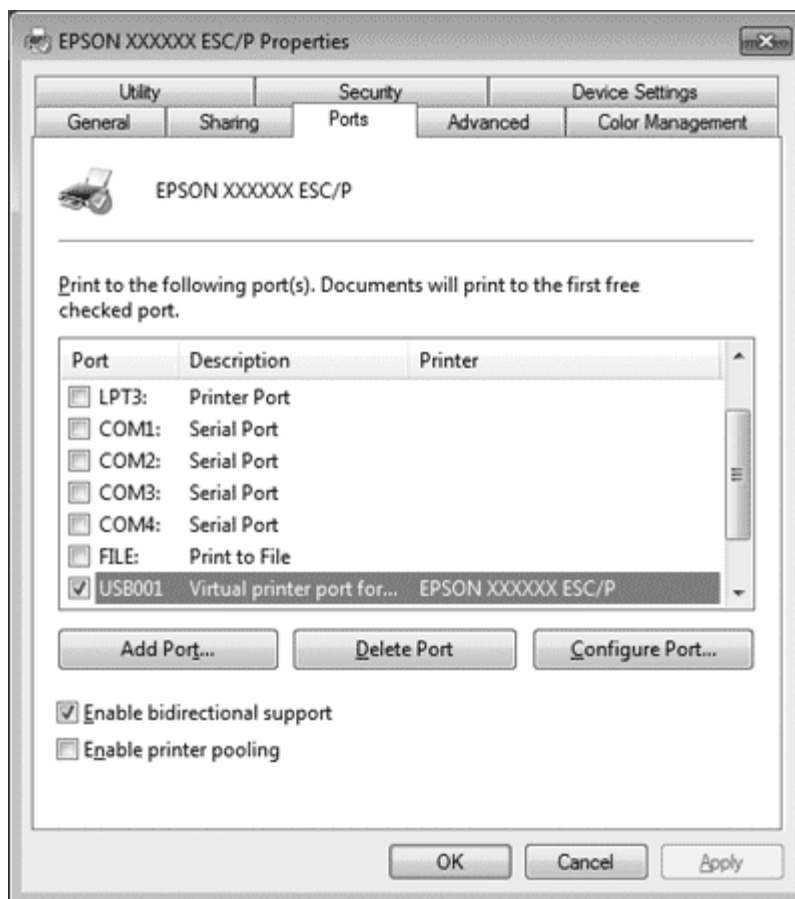 EPSON XXXXXX ESC/P Properties
Utility Security Device Settings
General Sharing Ports Advanced Color Management
EPSON XXXXXX ESC/P
Print to the following port(s). Documents will print to the first free
checked port.
Port Description Printer
LPT3: Printer Port
COM1: Serial Port
COM2: Serial Port
COM3: Serial Port
COM4: Serial Port
FILE: Print to File
USB001 Virtual printer port for... EPSON XXXXXX ESC/P
Add Port... Delete Port Configure Port...
Enable bidirectional support
Enable printer pooling
OK Cancel Apply